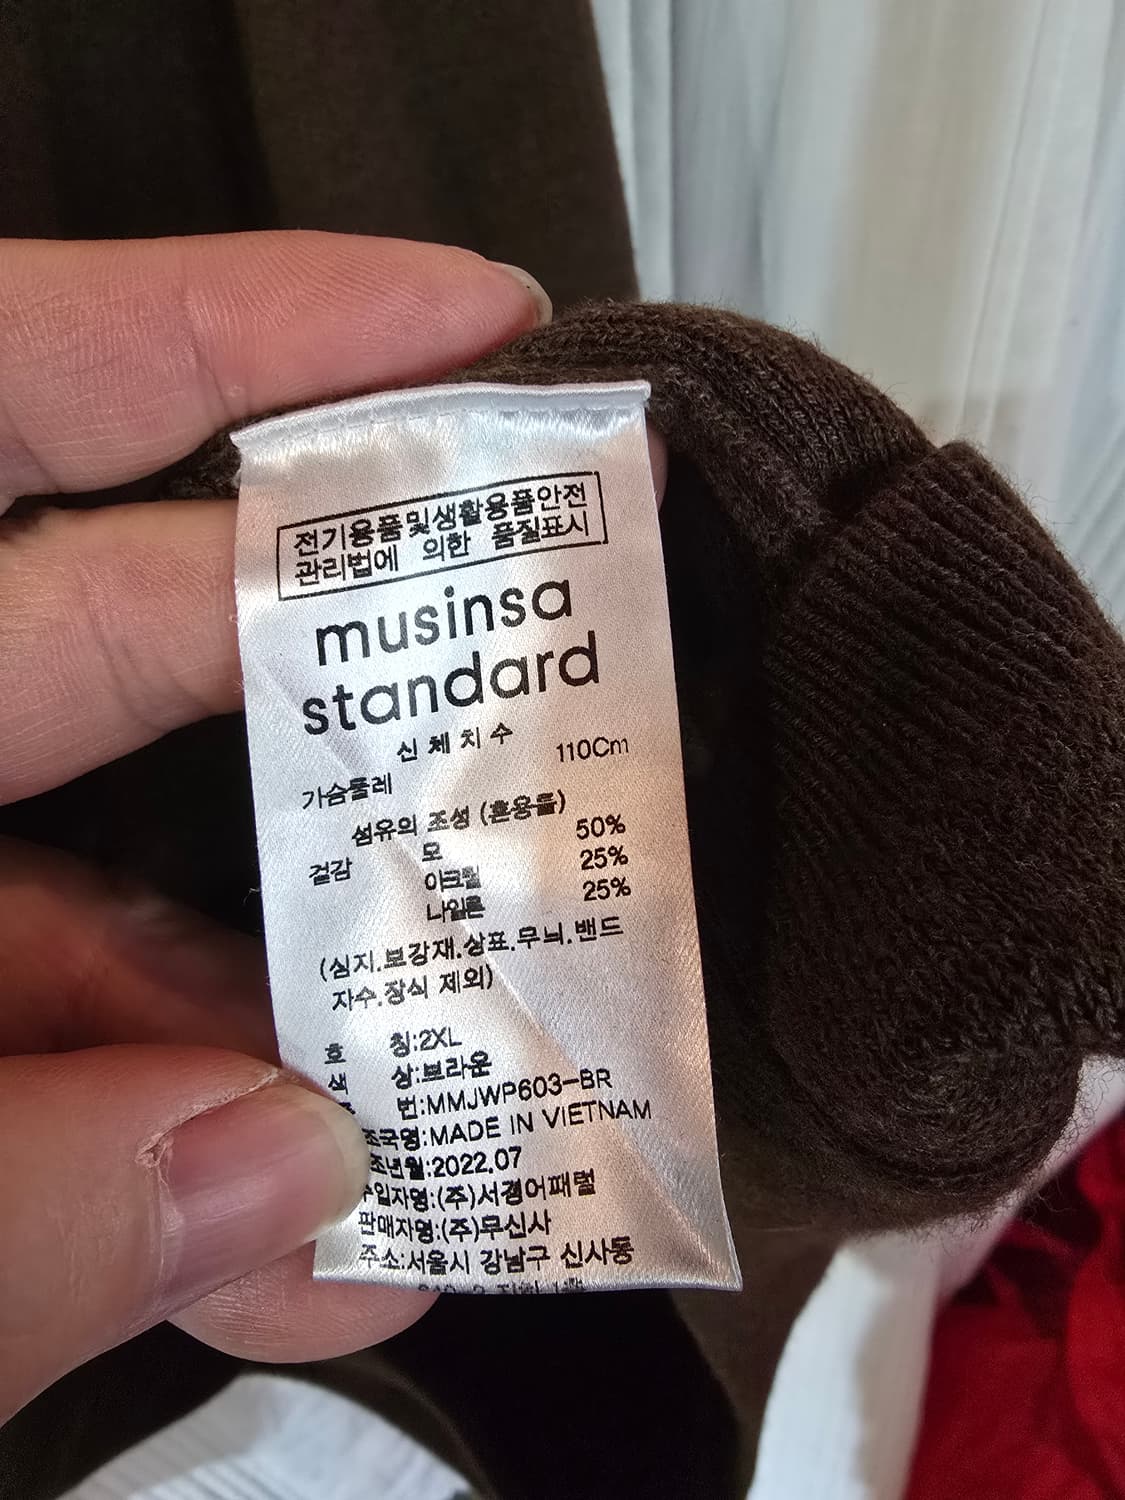 전기용품및생활용품안전
관리법에 의한 품질표시
musinsa
standard
신체치수
가슴둘레 110Cm
섬유의 조성 (혼용율)
겉감 모 50%
아크릴 25%
나일론 25%
(심지.보강재.상표.무늬.밴드
자수.장식 제외)
호 칭:2XL
색 상:브라운
번:MMJWP603-BR
조국명:MADE IN VIETNAM
조년월:2022.07
수입자명:(주)서경어패럴
판매자명:(주)무신사
주소:서울시 강남구 신사동